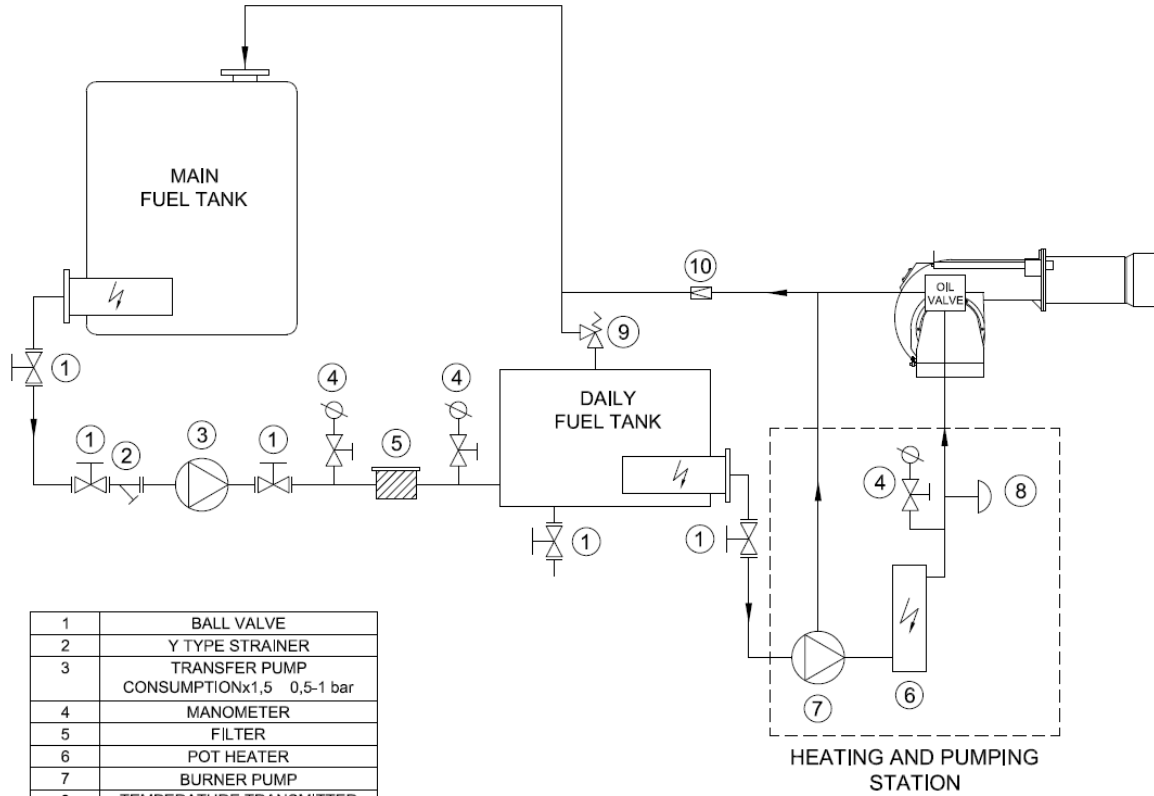 MAIN
FUEL TANK
10
OIL
VALVE
9
1
4
4
DAILY
FUEL TANK
1
2
3
1
5
4
8
1
1
7
6
HEATING AND PUMPING
STATION
1 BALL VALVE
2 Y TYPE STRAINER
3 TRANSFER PUMP
CONSUMPTIONx1,5 0,5-1 bar
4 MANOMETER
5 FILTER
6 POT HEATER
7 BURNER PUMP
TEMPERATURE TRANSMITTER